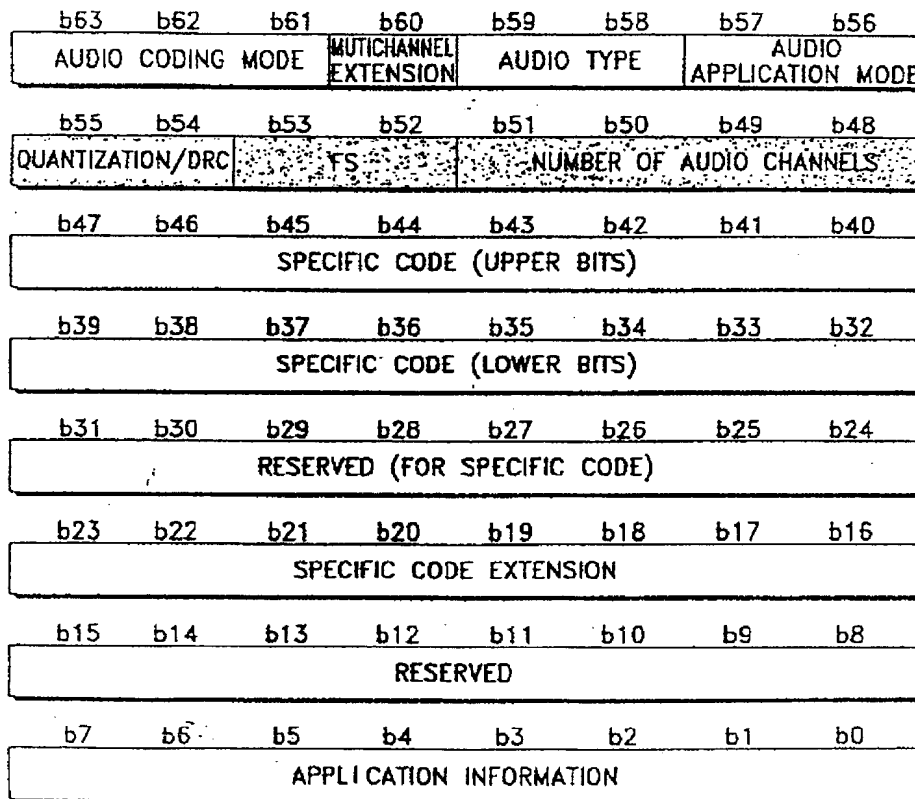 b63 b62 b61 b60 b59 b58 b57 b56
AUDIO CODING MODE MUTICHANNEL EXTENSION AUDIO TYPE AUDIO APPLICATION MODE
b55 b54 b53 b52 b51 b50 b49 b48
QUANTIZATION/DRC FS NUMBER OF AUDIO CHANNELS
b47 b46 b45 b44 b43 b42 b41 b40
SPECIFIC CODE (UPPER BITS)
b39 b38 b37 b36 b35 b34 b33 b32
SPECIFIC CODE (LOWER BITS)
b31 b30 b29 b28 b27 b26 b25 b24
RESERVED (FOR SPECIFIC CODE)
b23 b22 b21 b20 b19 b18 b17 b16
SPECIFIC CODE EXTENSION
b15 b14 b13 b12 b11 b10 b9 b8
RESERVED
b7 b6 b5 b4 b3 b2 b1 b0
APPLICATION INFORMATION